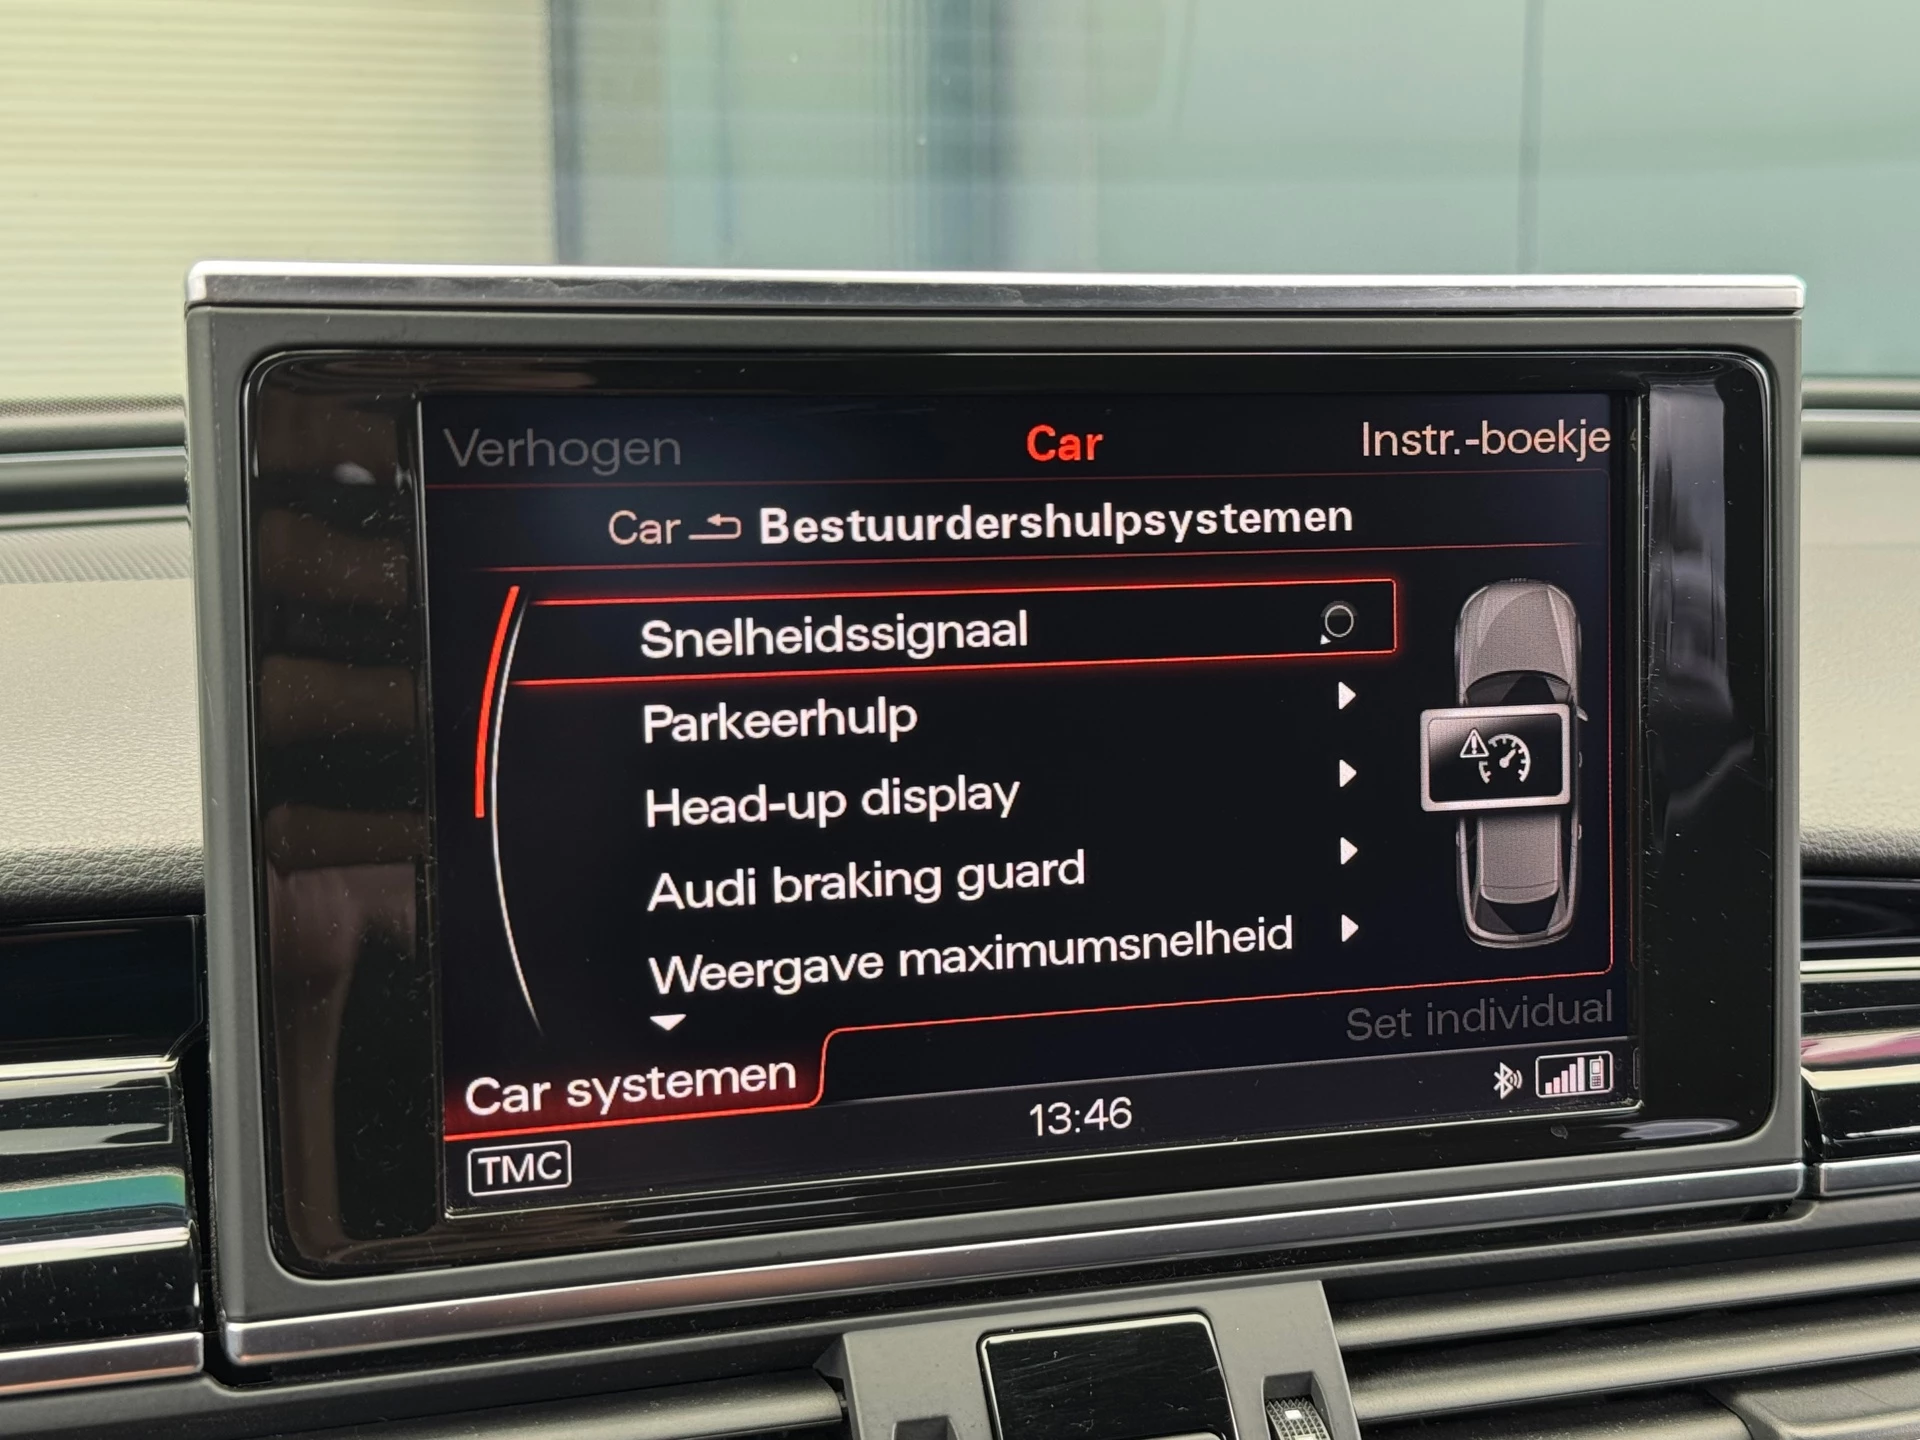 Verhogen Car Instr.-boekje
Car Bestuurdershulpsystemen
Snelheidssignaal
Parkeerhulp
Head-up display
Audi braking guard
Weergave maximumsnelheid
Set individual
Car systemen
13:46
TMC